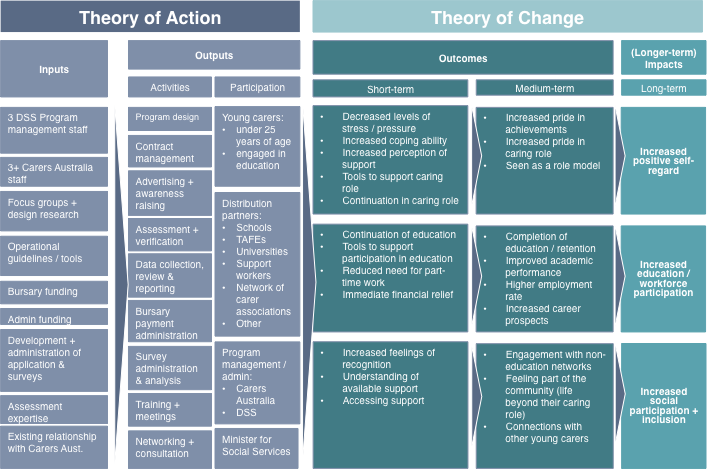 Theory of Action
Theory of Change
Inputs
Outputs
Activities
Participation
Outcomes
Short-term
Medium-term
(Longer-term)
Impacts
Long-term
3 DSS Program
management staff
3+ Carers Australia
staff
Focus groups +
design research
Operational
guidelines / tools
Bursary funding
Admin funding
Development +
administration of
application &
surveys
Assessment
expertise
Existing relationship
with Carers Aust.
Program design
Contract
management
Advertising +
awareness
raising
Assessment +
verification
Data collection,
review &
reporting
Bursary
payment
administration
Survey
administration
& analysis
Training +
meetings
Networking +
consultation
Young carers:
• under 25
years of age
• engaged in
education
Distribution
partners:
• Schools
• TAFEs
• Universities
• Support
workers
• Network of
carer
associations
• Other
Program
management /
admin:
• Carers
Australia
• DSS
Minister for
Social Services
• Decreased levels of
stress / pressure
• Increased coping ability
• Increased perception of
support
• Tools to support caring
role
• Continuation in caring role
• Increased pride in
achievements
• Increased pride in
caring role
• Seen as a role model
Increased
positive self-
regard
• Continuation of education
• Tools to support
participation in education
• Reduced need for part-
time work
• Immediate financial relief
• Completion of
education / retention
• Improved academic
performance
• Higher employment
rate
• Increased career
prospects
Increased
education /
workforce
participation
• Increased feelings of
recognition
• Understanding of
available support
• Accessing support
• Engagement with non-
education networks
• Feeling part of the
community (life
beyond their caring
role)
• Connections with
other young carers
Increased
social
participation +
inclusion